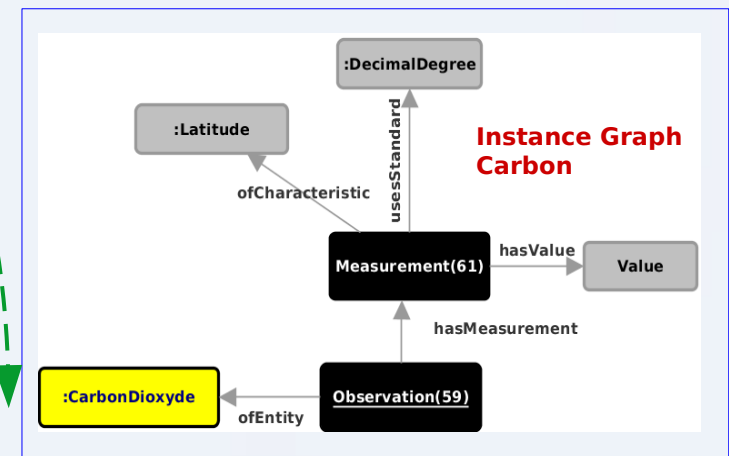 :DecimalDegree
:Latitude
usesStandard
Instance Graph
Carbon
ofCharacteristic
Measurement(61)
hasValue
Value
hasMeasurement
:CarbonDioxyde
ofEntity
Observation(59)